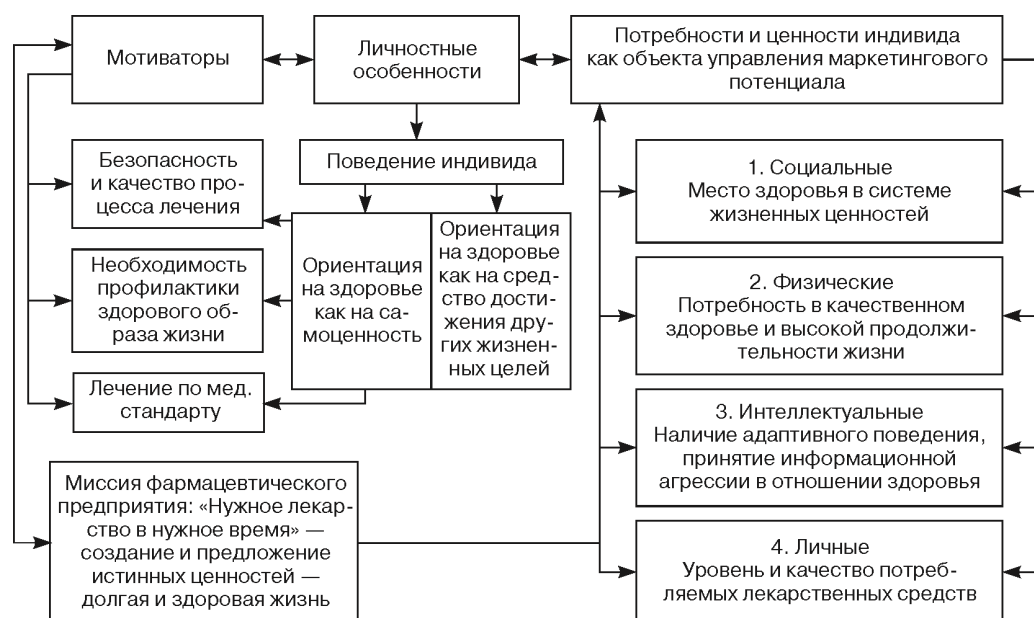 Мотиваторы
Личностные
особенности
Потребности и ценности индивида
как объекта управления маркетингового
потенциала
Безопасность
и качество про-
цесса лечения
Необходимость
профилактики
здорового об-
раза жизни
Лечение по мед.
стандарту
Поведение индивида
Ориентация
на здоровье
как на са-
моценность
Ориентация
на здоровье
как на сред-
ство дости-
жения дру-
гих жизнен-
ных целей
1. Социальные
Место здоровья в системе
жизненных ценностей
2. Физические
Потребность в качественном
здоровье и высокой продолжи-
тельности жизни
3. Интеллектуальные
Наличие адаптивного поведения,
принятие информационной
агрессии в отношении здоровья
4. Личные
Уровень и качество потреб-
ляемых лекарственных средств
Миссия фармацевтического
предприятия: «Нужное лекар-
ство в нужное время» —
создание и предложение
истинных ценностей —
долгая и здоровая жизнь